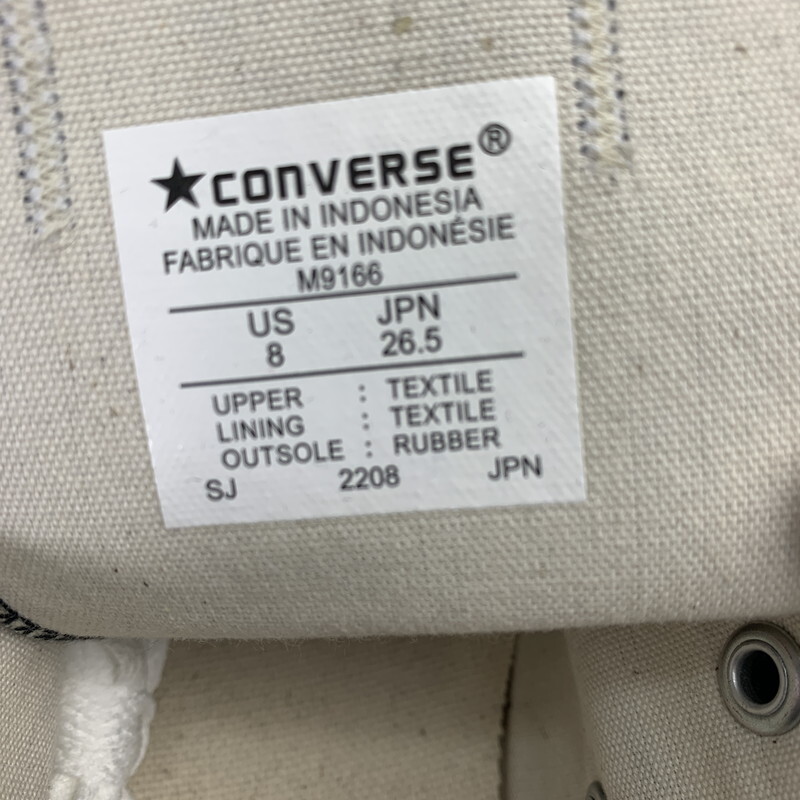 ★CONVERSE®
MADE IN INDONESIA
FABRIQUE EN INDONÉSIE
M9166
US JPN
8 26.5
UPPER : TEXTILE
LINING : TEXTILE
OUTSOLE : RUBBER
SJ 2208 JPN